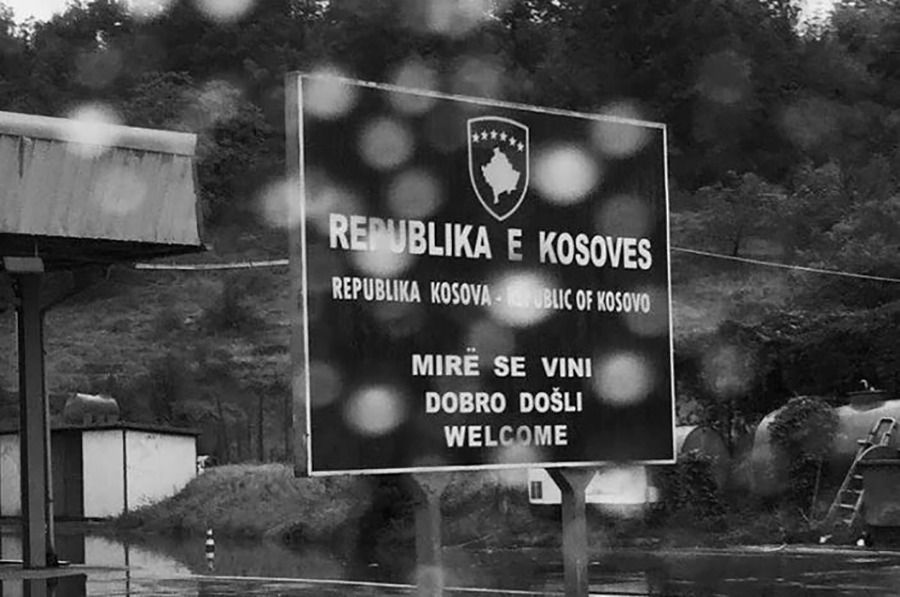 REPUBLIKA E KOSOVES
REPUBLIKA KOSOVA - REPUBLIC OF KOSOVO
MIRË SE VINI
DOBRO DOŠLI
WELCOME